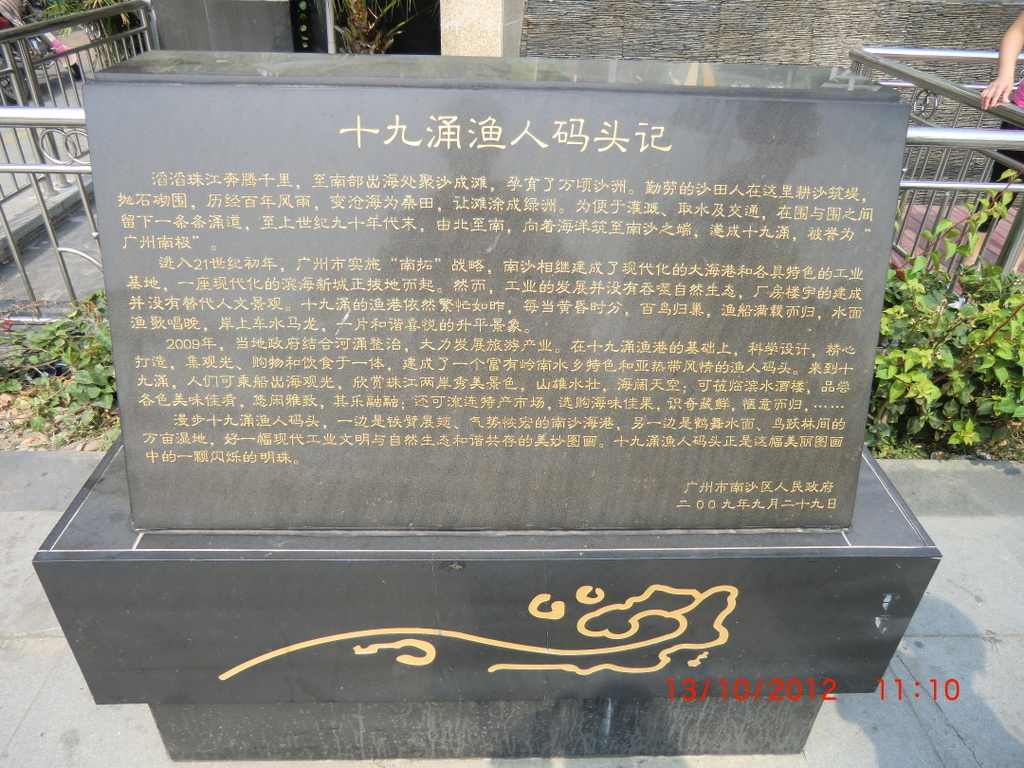 十九涌渔人码头记
滔滔珠江奔腾千里，至南部出海处聚沙成滩，孕育了万顷沙洲。勤劳的沙田人在这里耕沙筑堤，
抛石砌围，历经百年风雨，变沧海为桑田，让滩涂成绿洲。为便于灌溉、取水及交通，在围与围之间
留下一条条涌道，至上世纪九十年代末，由北至南，向着海洋筑至南沙之端，遂成十九涌，被誉为“
广州南极”。
进入21世纪初年，广州市实施“南拓”战略，南沙相继建成了现代化的大海港和各具特色的工业
基地，一座现代化的滨海新城正拔地而起。然而，工业的发展并没有吞噬自然生态，厂房楼宇的建成
并没有替代人文景观。十九涌的渔港依然繁忙如昨，每当黄昏时分，百鸟归巢，渔船满载而归，水面
渔歌唱晚，岸上车水马龙，一片和谐喜悦的升平景象。
2009年，当地政府结合河涌整治，大力发展旅游产业。在十九涌渔港的基础上，科学设计，精心
打造，集观光、购物和饮食于一体，建成了一个富有岭南水乡特色和亚热带风情的渔人码头。来到十
九涌，人们可乘船出海观光，欣赏珠江两岸秀美景色，山雄水壮，海阔天空；可莅临滨水酒楼，品尝
各色美味佳肴，悠闲雅致，其乐融融；还可流连特产市场，选购海味佳果，识奇藏鲜，惬意而归，……
漫步十九涌渔人码头，一边是铁臂展翅、气势恢宏的南沙海港，另一边是鹤舞水面、鸟跃林间的
万亩湿地，好一幅现代工业文明与自然生态和谐共存的美妙图画。十九涌渔人码头正是这幅美丽图画
中的一颗闪烁的明珠。
广州市南沙区人民政府
二00九年九月二十九日
13/10/2012 11:10